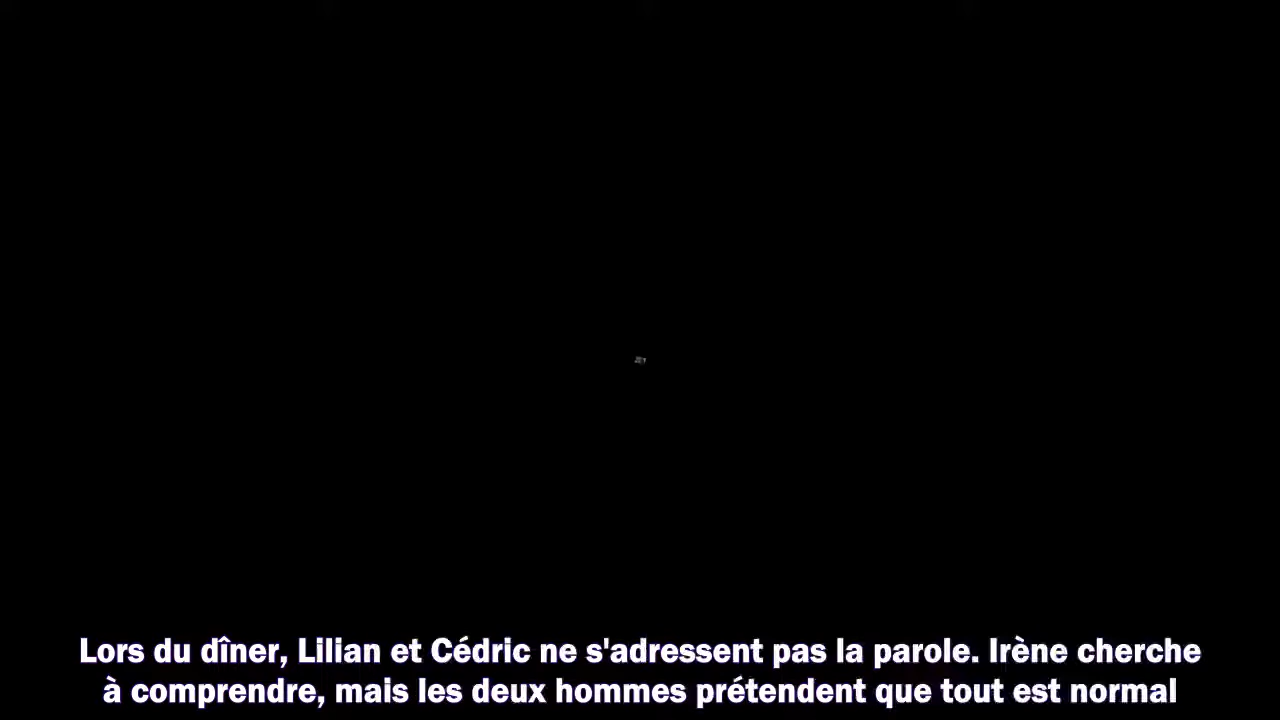 Lors du dîner, Lilian et Cédric ne s'adressent pas la parole. Irène cherche
à comprendre, mais les deux hommes prétendent que tout est normal